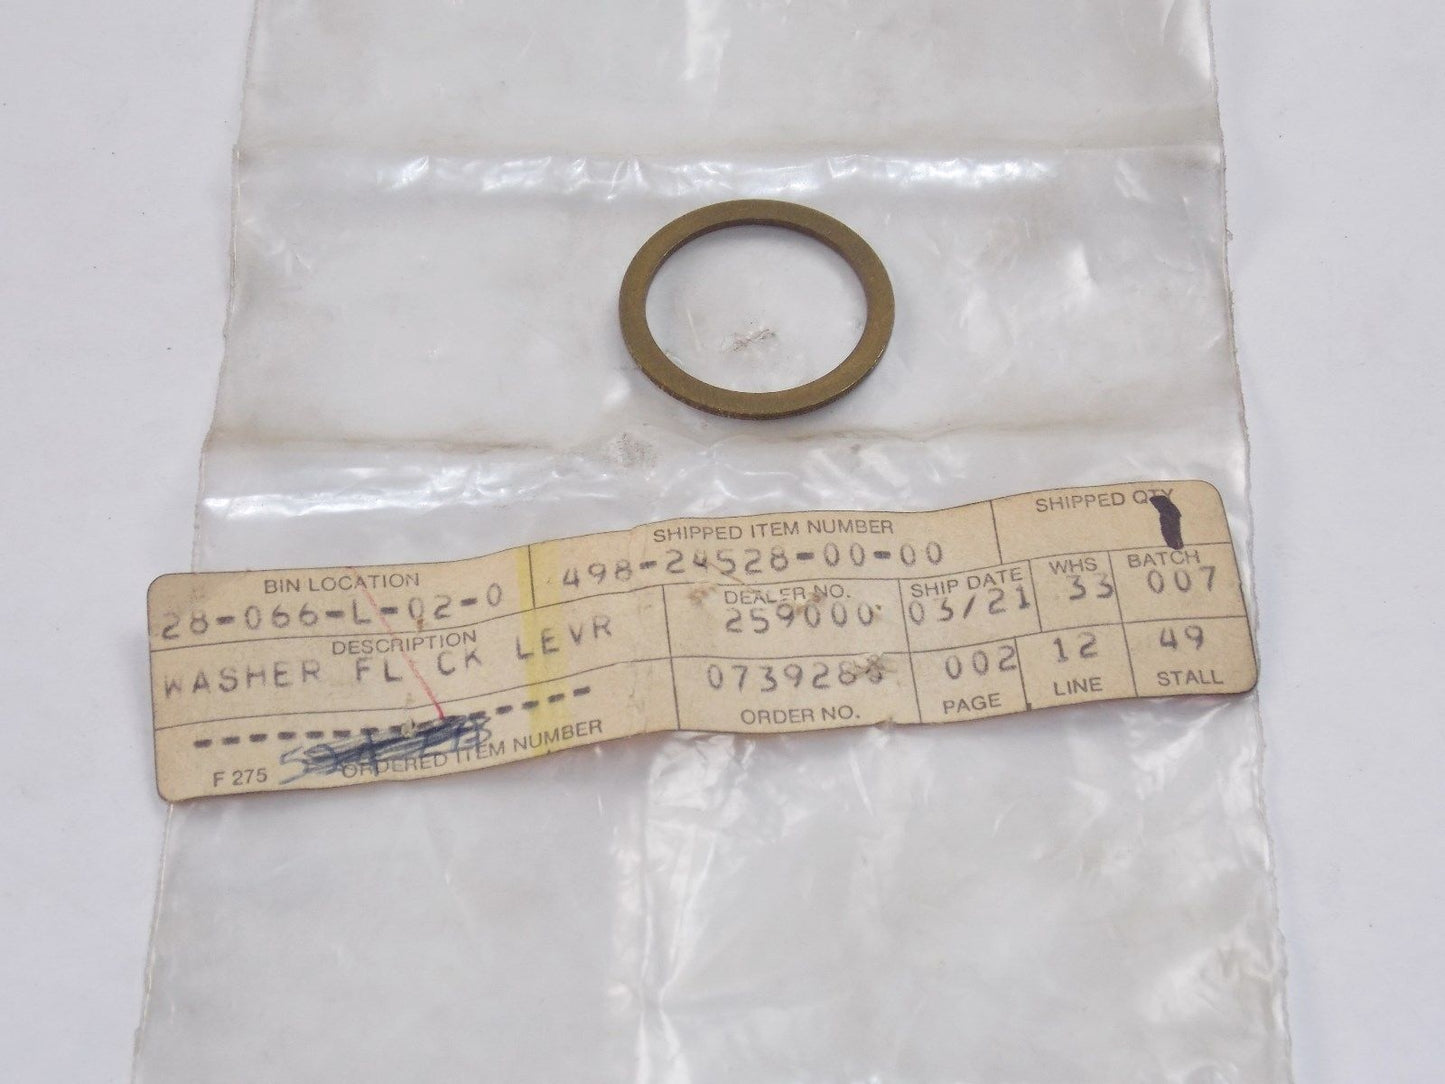 BIN LOCATION SHIPPED ITEM NUMBER SHIPPED QTY
28-066-L-02-0 498-24528-00-00
DESCRIPTION DEALER NO. SHIP DATE WHS BATCH
WASHER FL CK LEVR 259000 03/21 33 007
---------------
073928 002 12 49
F 275 ORDERED ITEM NUMBER ORDER NO. PAGE LINE STALL